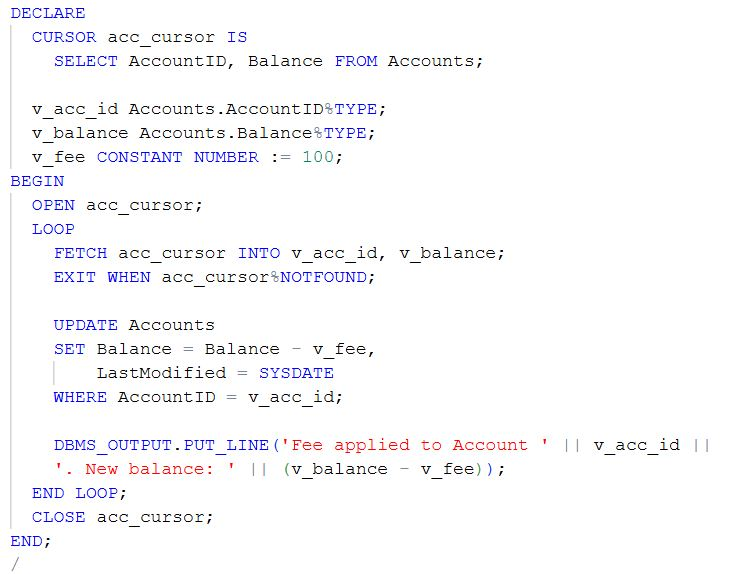 DECLARE
  CURSOR acc_cursor IS
    SELECT AccountID, Balance FROM Accounts;

  v_acc_id Accounts.AccountID%TYPE;
  v_balance Accounts.Balance%TYPE;
  v_fee CONSTANT NUMBER := 100;
BEGIN
  OPEN acc_cursor;
  LOOP
    FETCH acc_cursor INTO v_acc_id, v_balance;
    EXIT WHEN acc_cursor%NOTFOUND;

    UPDATE Accounts
    SET Balance = Balance - v_fee,
        LastModified = SYSDATE
    WHERE AccountID = v_acc_id;

    DBMS_OUTPUT.PUT_LINE('Fee applied to Account ' || v_acc_id ||
    '. New balance: ' || (v_balance - v_fee));
  END LOOP;
  CLOSE acc_cursor;
END;
/